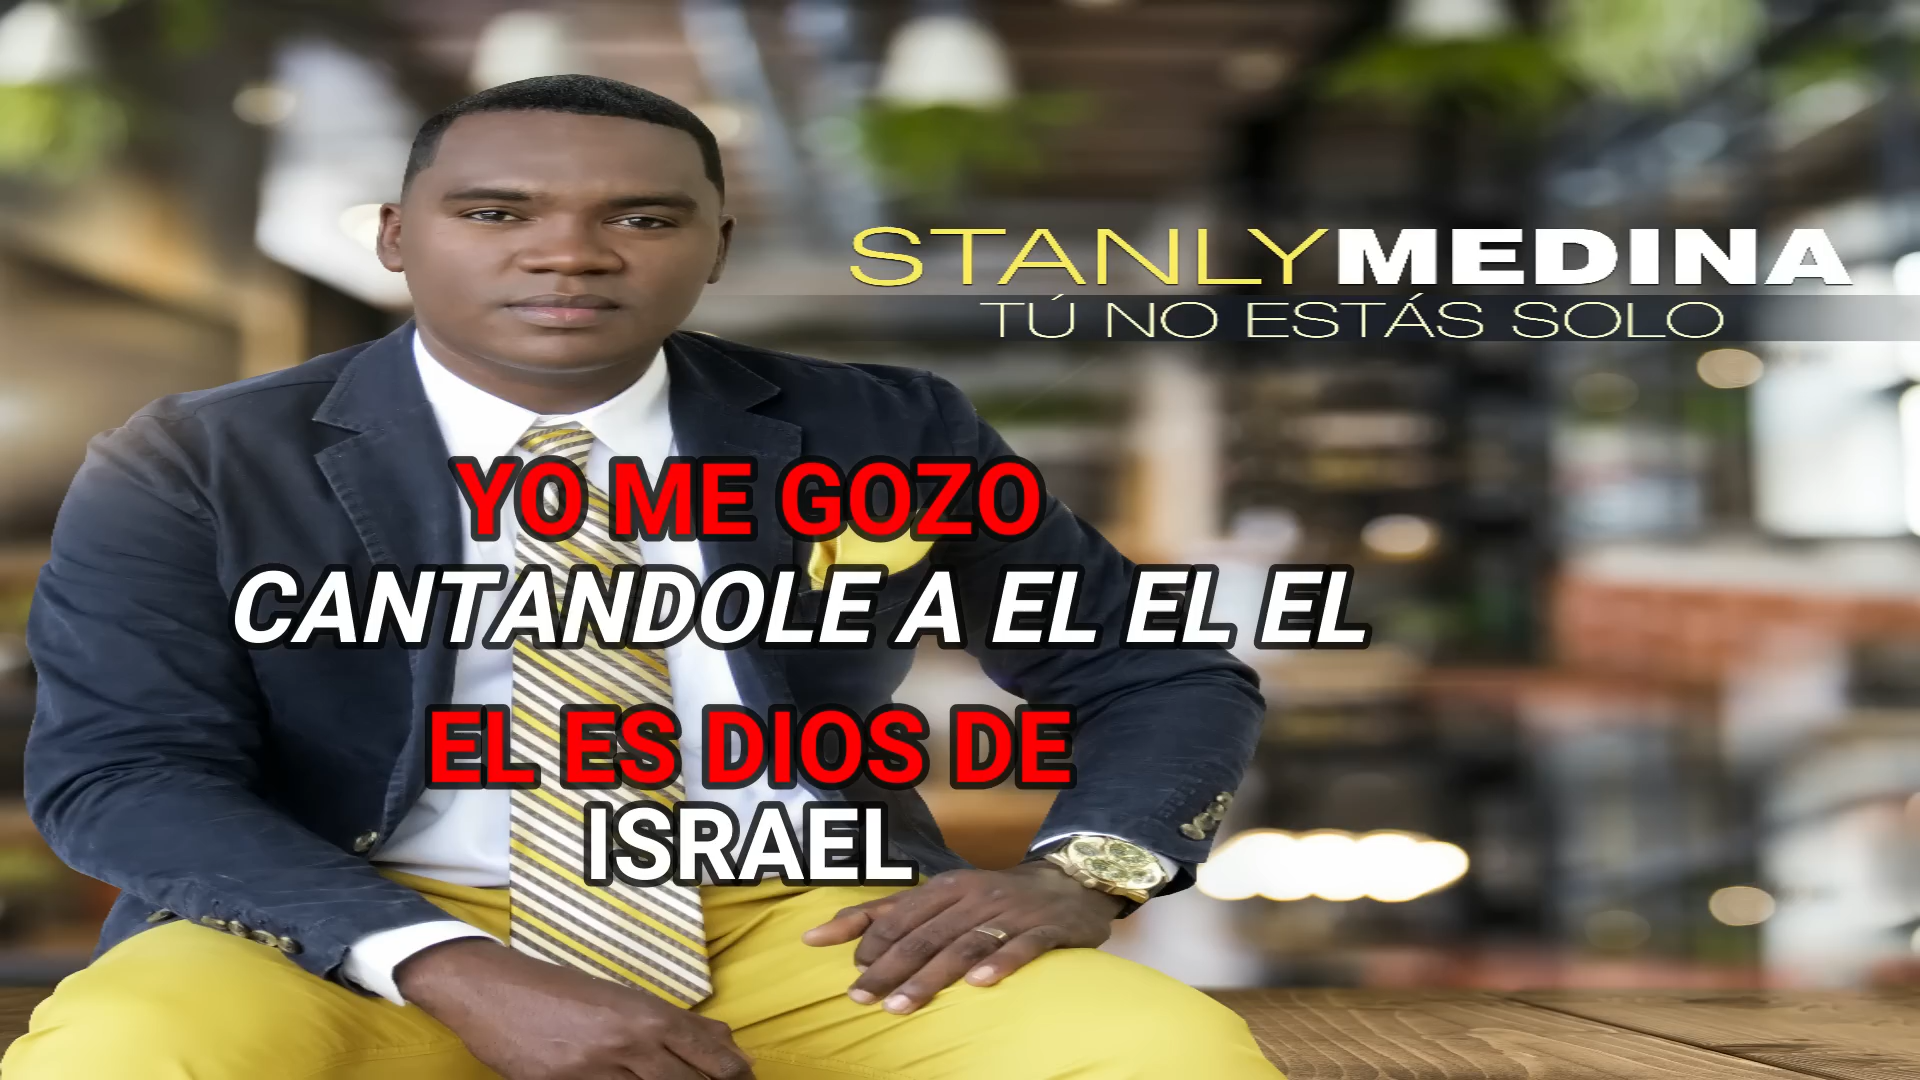 STANLYMEDINA
TÚ NO ESTÁS SOLO
YO ME GOZO
CANTANDOLE A EL EL EL
EL ES DIOS DE
ISRAEL